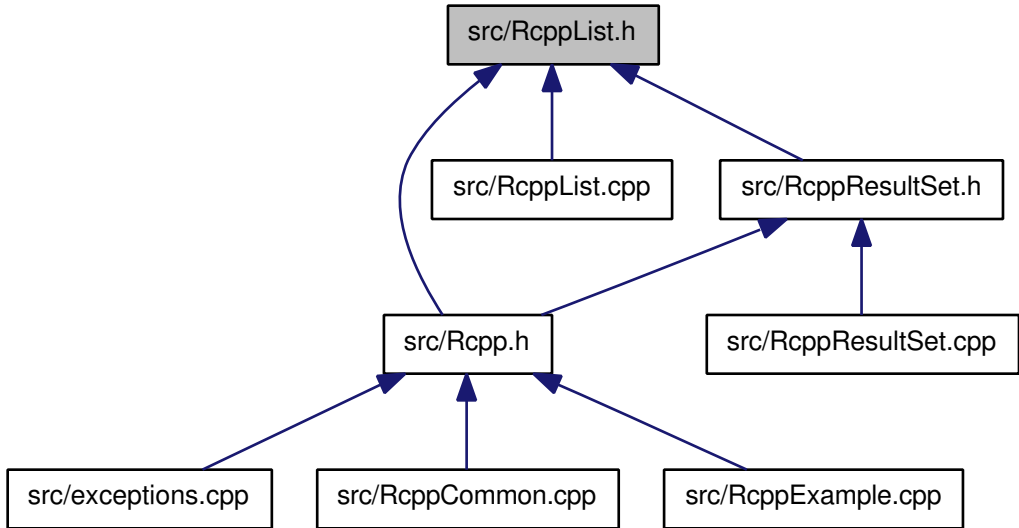 src/RcppList.h
src/RcppList.cpp
src/RcppResultSet.h
src/Rcpp.h
src/RcppResultSet.cpp
src/exceptions.cpp
src/RcppCommon.cpp
src/RcppExample.cpp